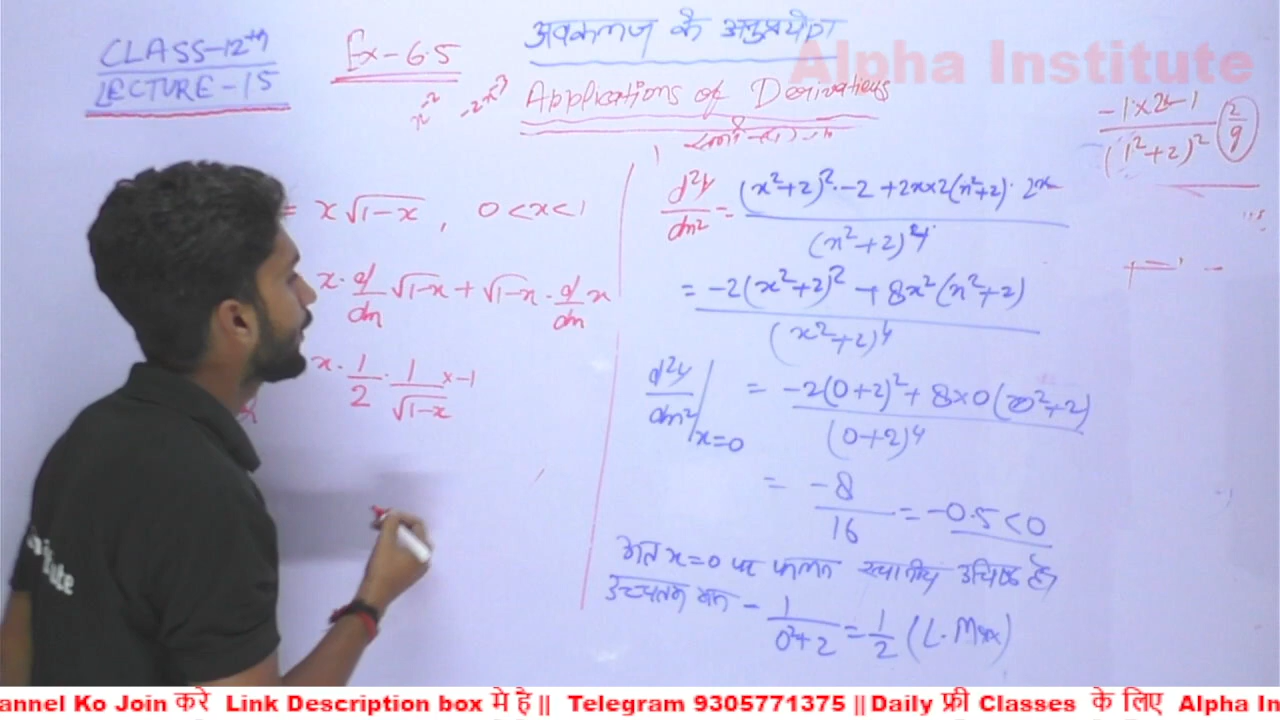 CLASS-12th
LECTURE-15
Ex-6.5
अवकलज के अनुप्रयोग
Applications of Derivatives
Alpha Institute
x^-2 -2x^-3
-1×2×1 / (1²+2)² 2/9
= x√(1-x), 0<x<1
x·d/dx √(1-x) + √(1-x)·d/dx x
x·1/2·1/√(1-x) ×-1
d²y/dx² = ((x²+2)²·-2 + 2x×2(x²+2)·2x) / (x²+2)⁴
= (-2(x²+2)² + 8x²(x²+2)) / (x²+2)⁴
d²y/dx²|x=0 = (-2(0+2)² + 8×0(0²+2)) / (0+2)⁴
= -8/16 = -0.5<0
अतः x=0 पर फलन स्थानीय उच्चिष्ठ है।
उच्चतम मान - 1/(0²+2) = 1/2 (L. Max)
annel Ko Join करे Link Description box मे है || Telegram 9305771375 || Daily फ्री Classes के लिए Alpha In